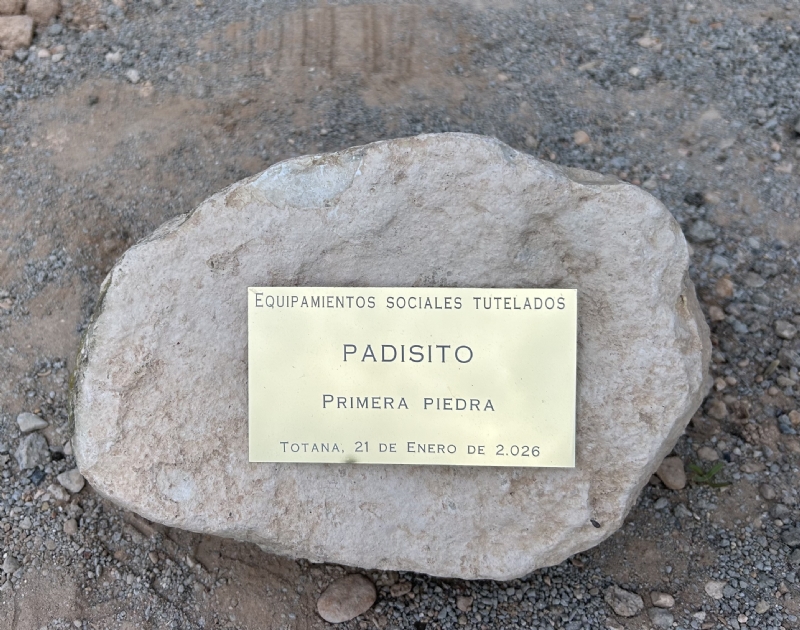 Equipamientos sociales tutelados
PADISITO
Primera piedra
Totana, 21 de Enero de 2.026